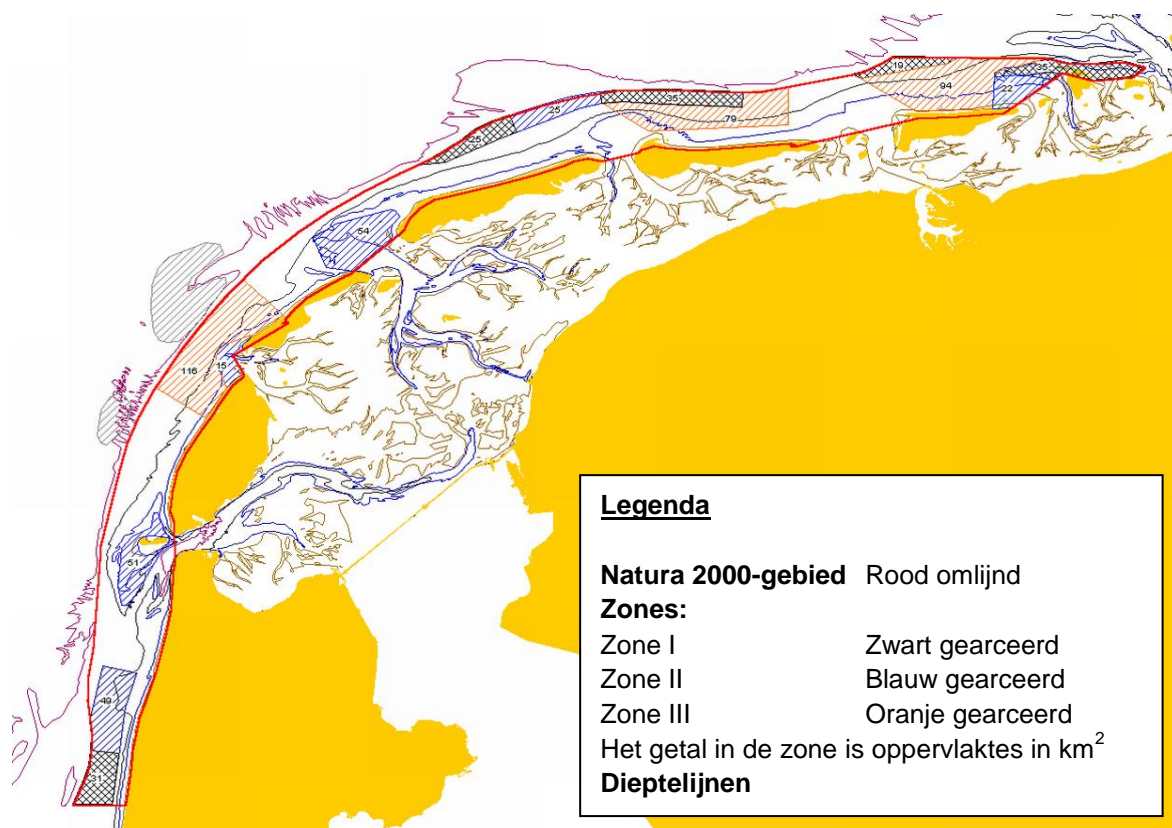 19
35
94
22
35
25
79
25
54
116
15
51
49
31
Legenda
Natura 2000-gebied Rood omlijnd
Zones:
Zone I Zwart gearceerd
Zone II Blauw gearceerd
Zone III Oranje gearceerd
Het getal in de zone is oppervlaktes in km²
Dieptelijnen